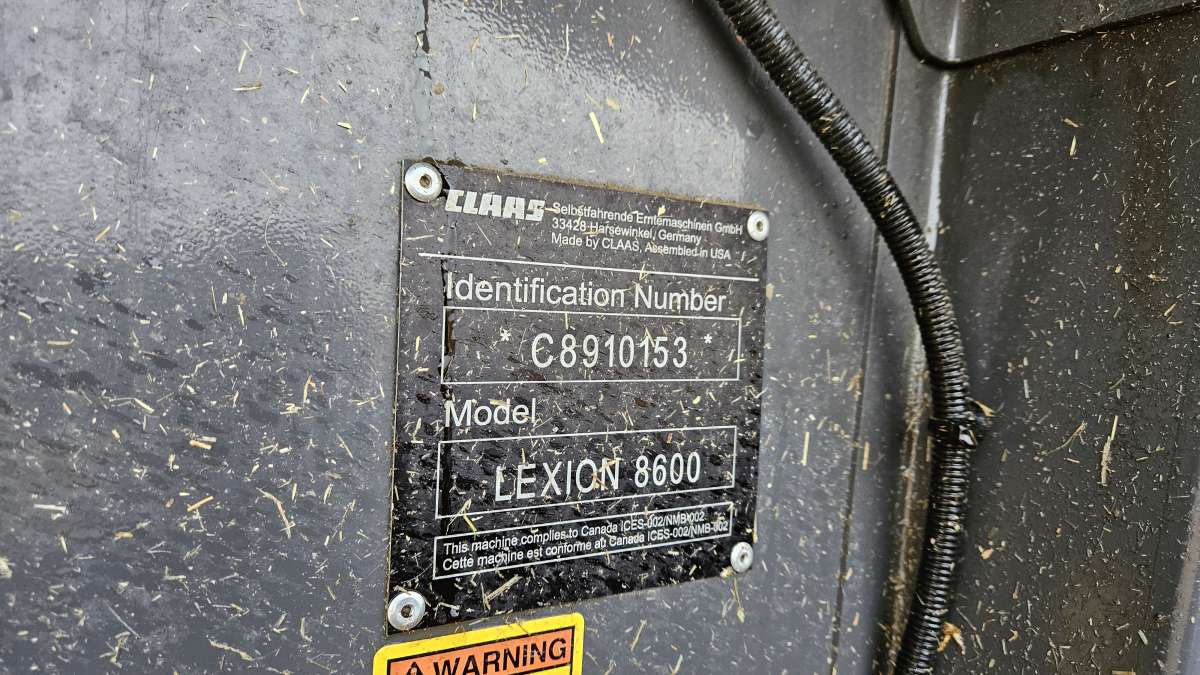 CLAAS Selbstfahrende Erntemaschinen GmbH
33428 Harsewinkel, Germany
Made by CLAAS, Assembled in USA
Identification Number
* C8910153 *
Model
LEXION 8600
This machine complies to Canada ICES-002/NMB-002
Cette machine est conforme au Canada ICES-002/NMB-002
WARNING